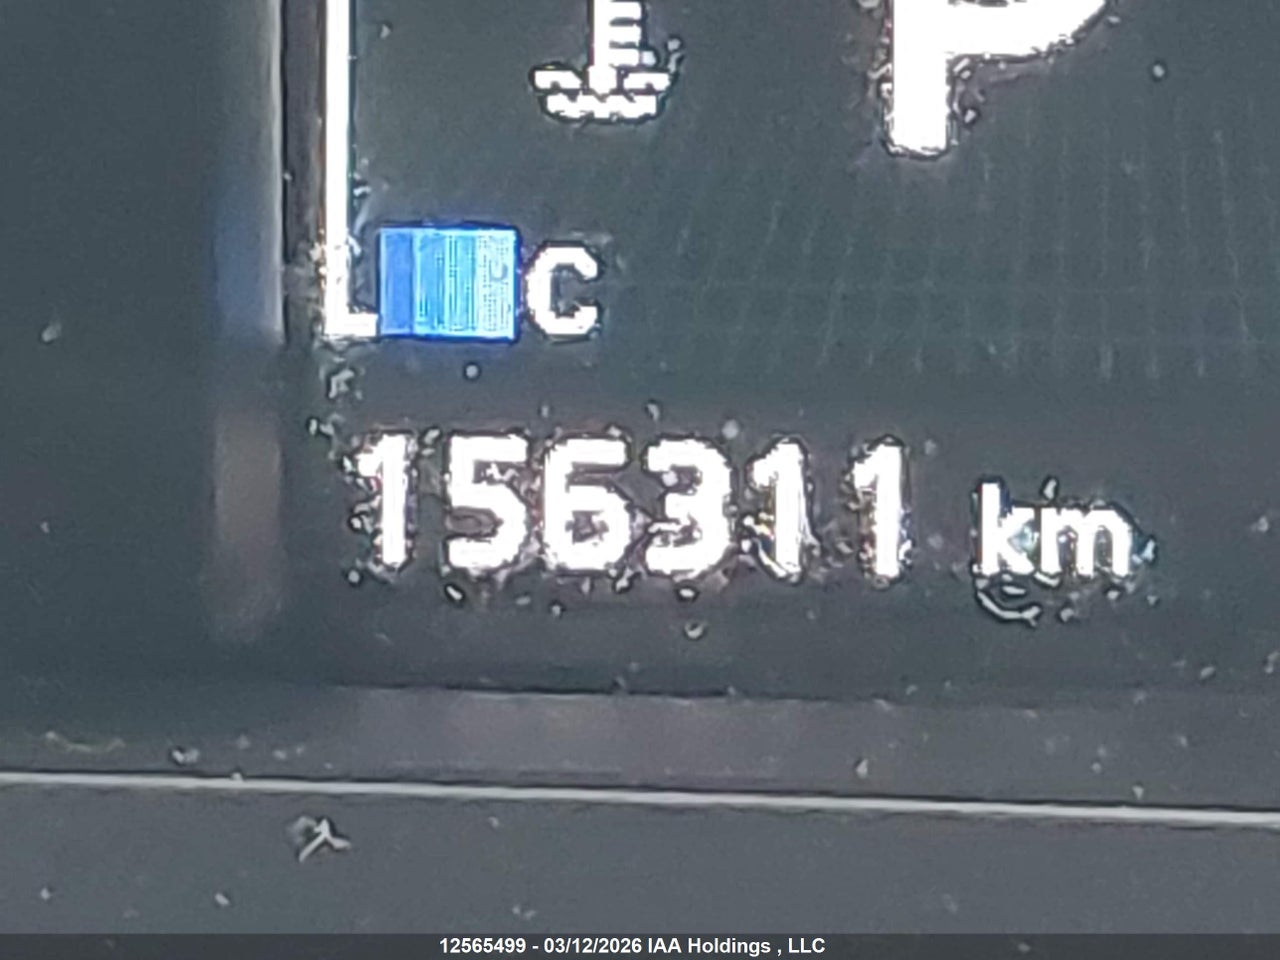 P
C
156311 km
12565499 - 03/12/2026 IAA Holdings , LLC